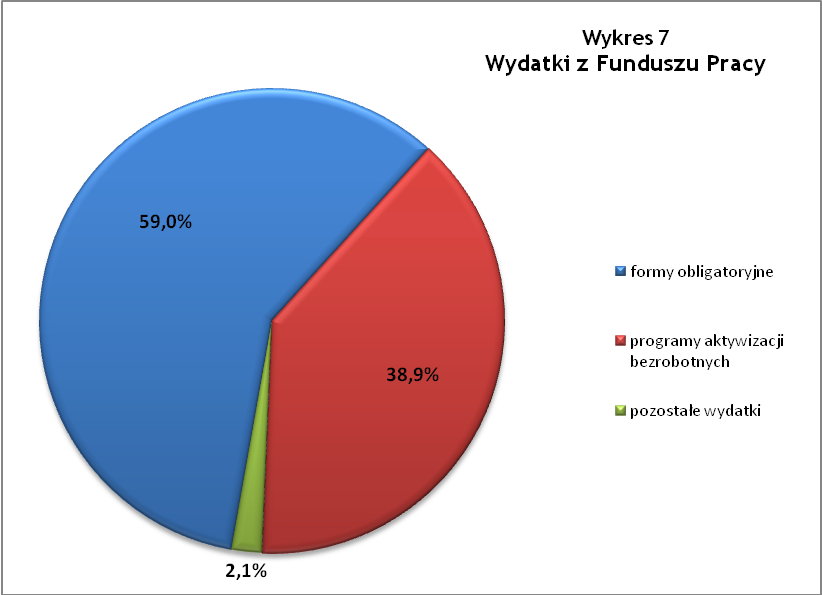 Wykres 7
Wydatki z Funduszu Pracy
59,0%
38,9%
2,1%
formy obligatoryjne
programy aktywizacji
bezrobotnych
pozostałe wydatki